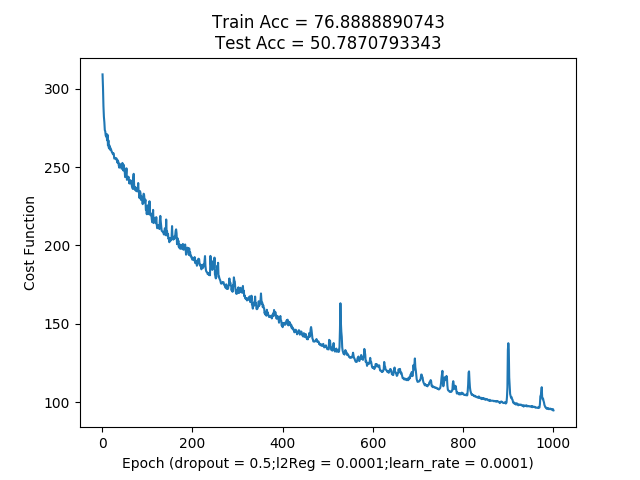 Train Acc = 76.8888890743
Test Acc = 50.7870793343
300
250
200
150
100
Cost Function
0 200 400 600 800 1000
Epoch (dropout = 0.5;l2Reg = 0.0001;learn_rate = 0.0001)